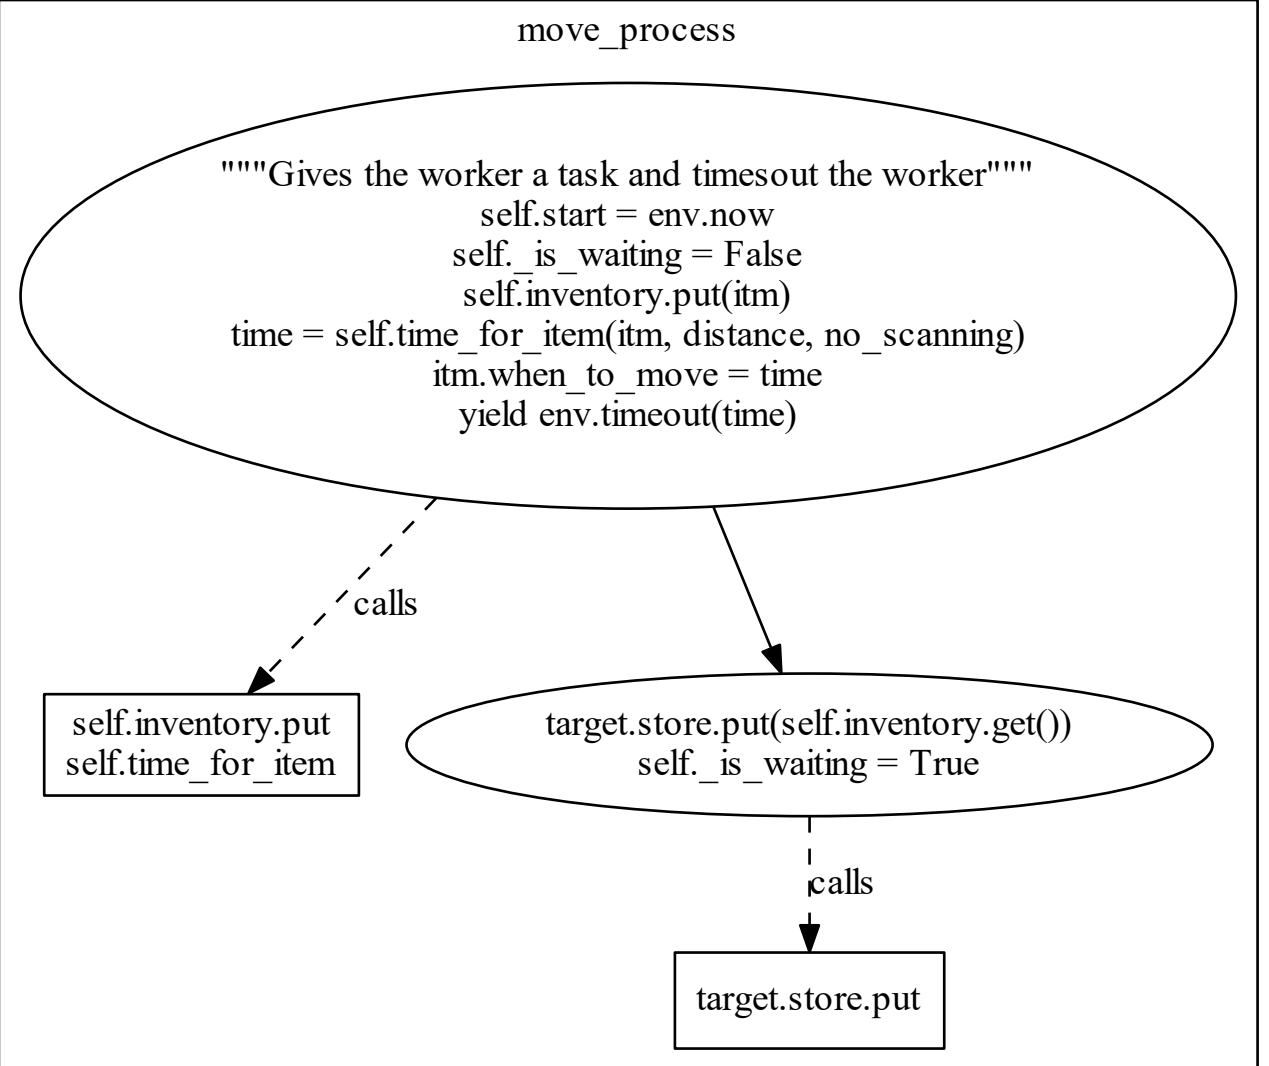 move_process
"""Gives the worker a task and timesout the worker"""
self.start = env.now
self._is_waiting = False
self.inventory.put(itm)
time = self.time_for_item(itm, distance, no_scanning)
itm.when_to_move = time
yield env.timeout(time)
calls
self.inventory.put
self.time_for_item
target.store.put(self.inventory.get())
self._is_waiting = True
calls
target.store.put